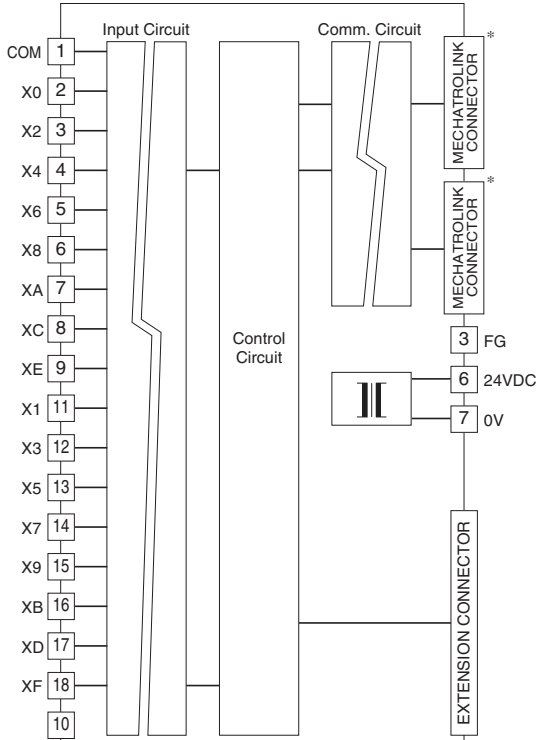 Input Circuit
Comm. Circuit
COM 1
X0 2
X2 3
X4 4
X6 5
X8 6
XA 7
XC 8
XE 9
X1 11
X3 12
X5 13
X7 14
X9 15
XB 16
XD 17
XF 18
10
Control
Circuit
MECHATROLINK
CONNECTOR
*
MECHATROLINK
CONNECTOR
*
3 FG
6 24VDC
7 0V
EXTENSION CONNECTOR